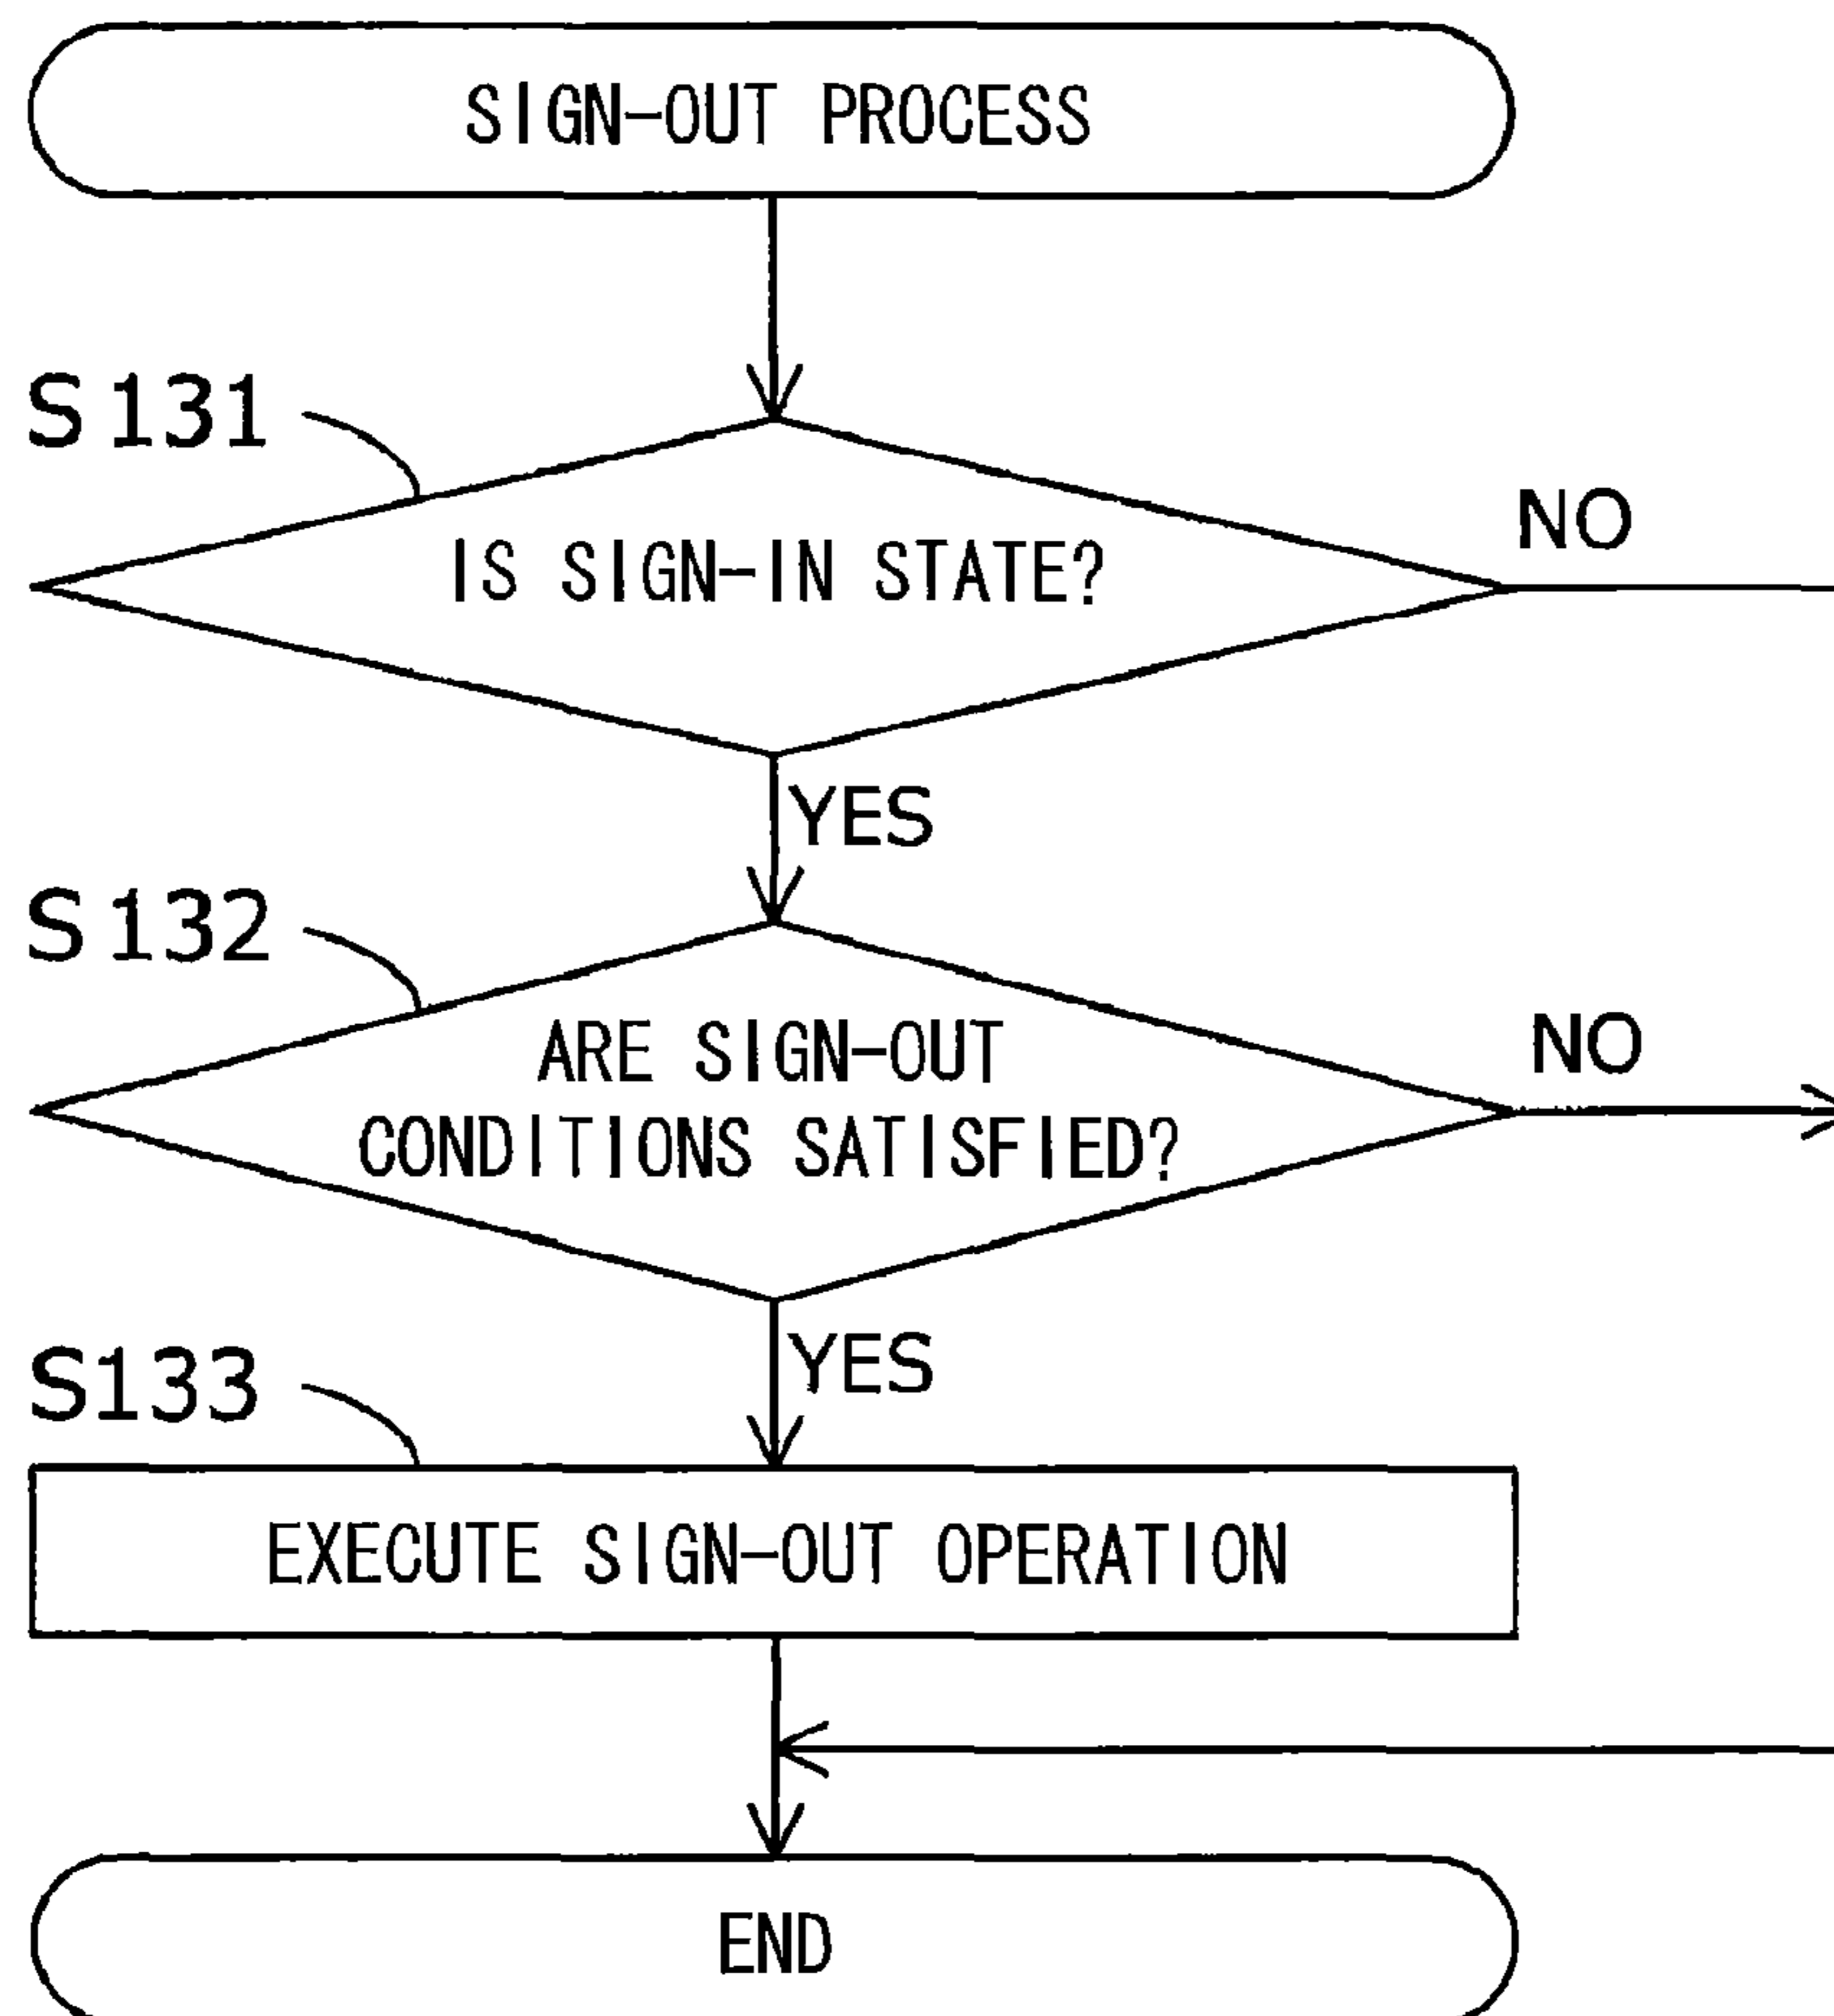 SIGN-OUT PROCESS
S131
NO
IS SIGN-IN STATE?
YES
S132
NO
ARE SIGN-OUT
CONDITIONS SATISFIED?
YES
S133
EXECUTE SIGN-OUT OPERATION
END